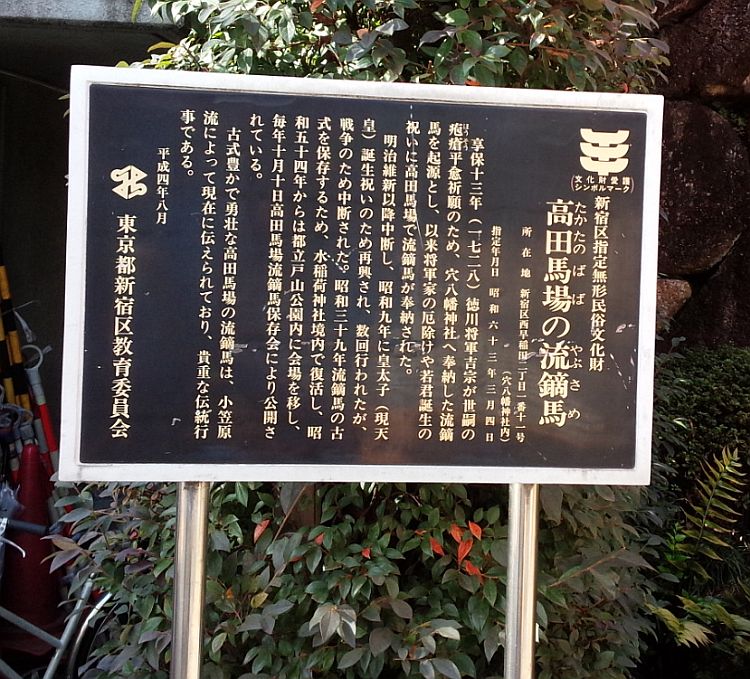 文化財愛護
シンボルマーク
新宿区指定無形民俗文化財
たかたのばば　やぶさめ
高田馬場の流鏑馬
所在地　新宿区西早稲田二丁目一番十一号
（穴八幡神社内）
指定年月日　昭和六十三年三月四日
享保十三年（一七二八）徳川将軍吉宗が世嗣の
ほうそう
疱瘡平癒祈願のため、穴八幡神社へ奉納した流鏑
馬を起源とし、以来将軍家の厄除けや若君誕生の
祝いに高田馬場で流鏑馬が奉納された。
明治維新以降中断し、昭和九年に皇太子（現天
皇）誕生祝いのため再興され、数回行われたが、
戦争のため中断された。昭和三十九年流鏑馬の古
式を保存するため、水稲荷神社境内で復活し、昭
和五十四年からは都立戸山公園内に会場を移し、
毎年十月十日高田馬場流鏑馬保存会により公開さ
れている。
古式豊かで勇壮な高田馬場の流鏑馬は、小笠原
流によって現在に伝えられており、貴重な伝統行
事である。
平成四年八月
東京都新宿区教育委員会